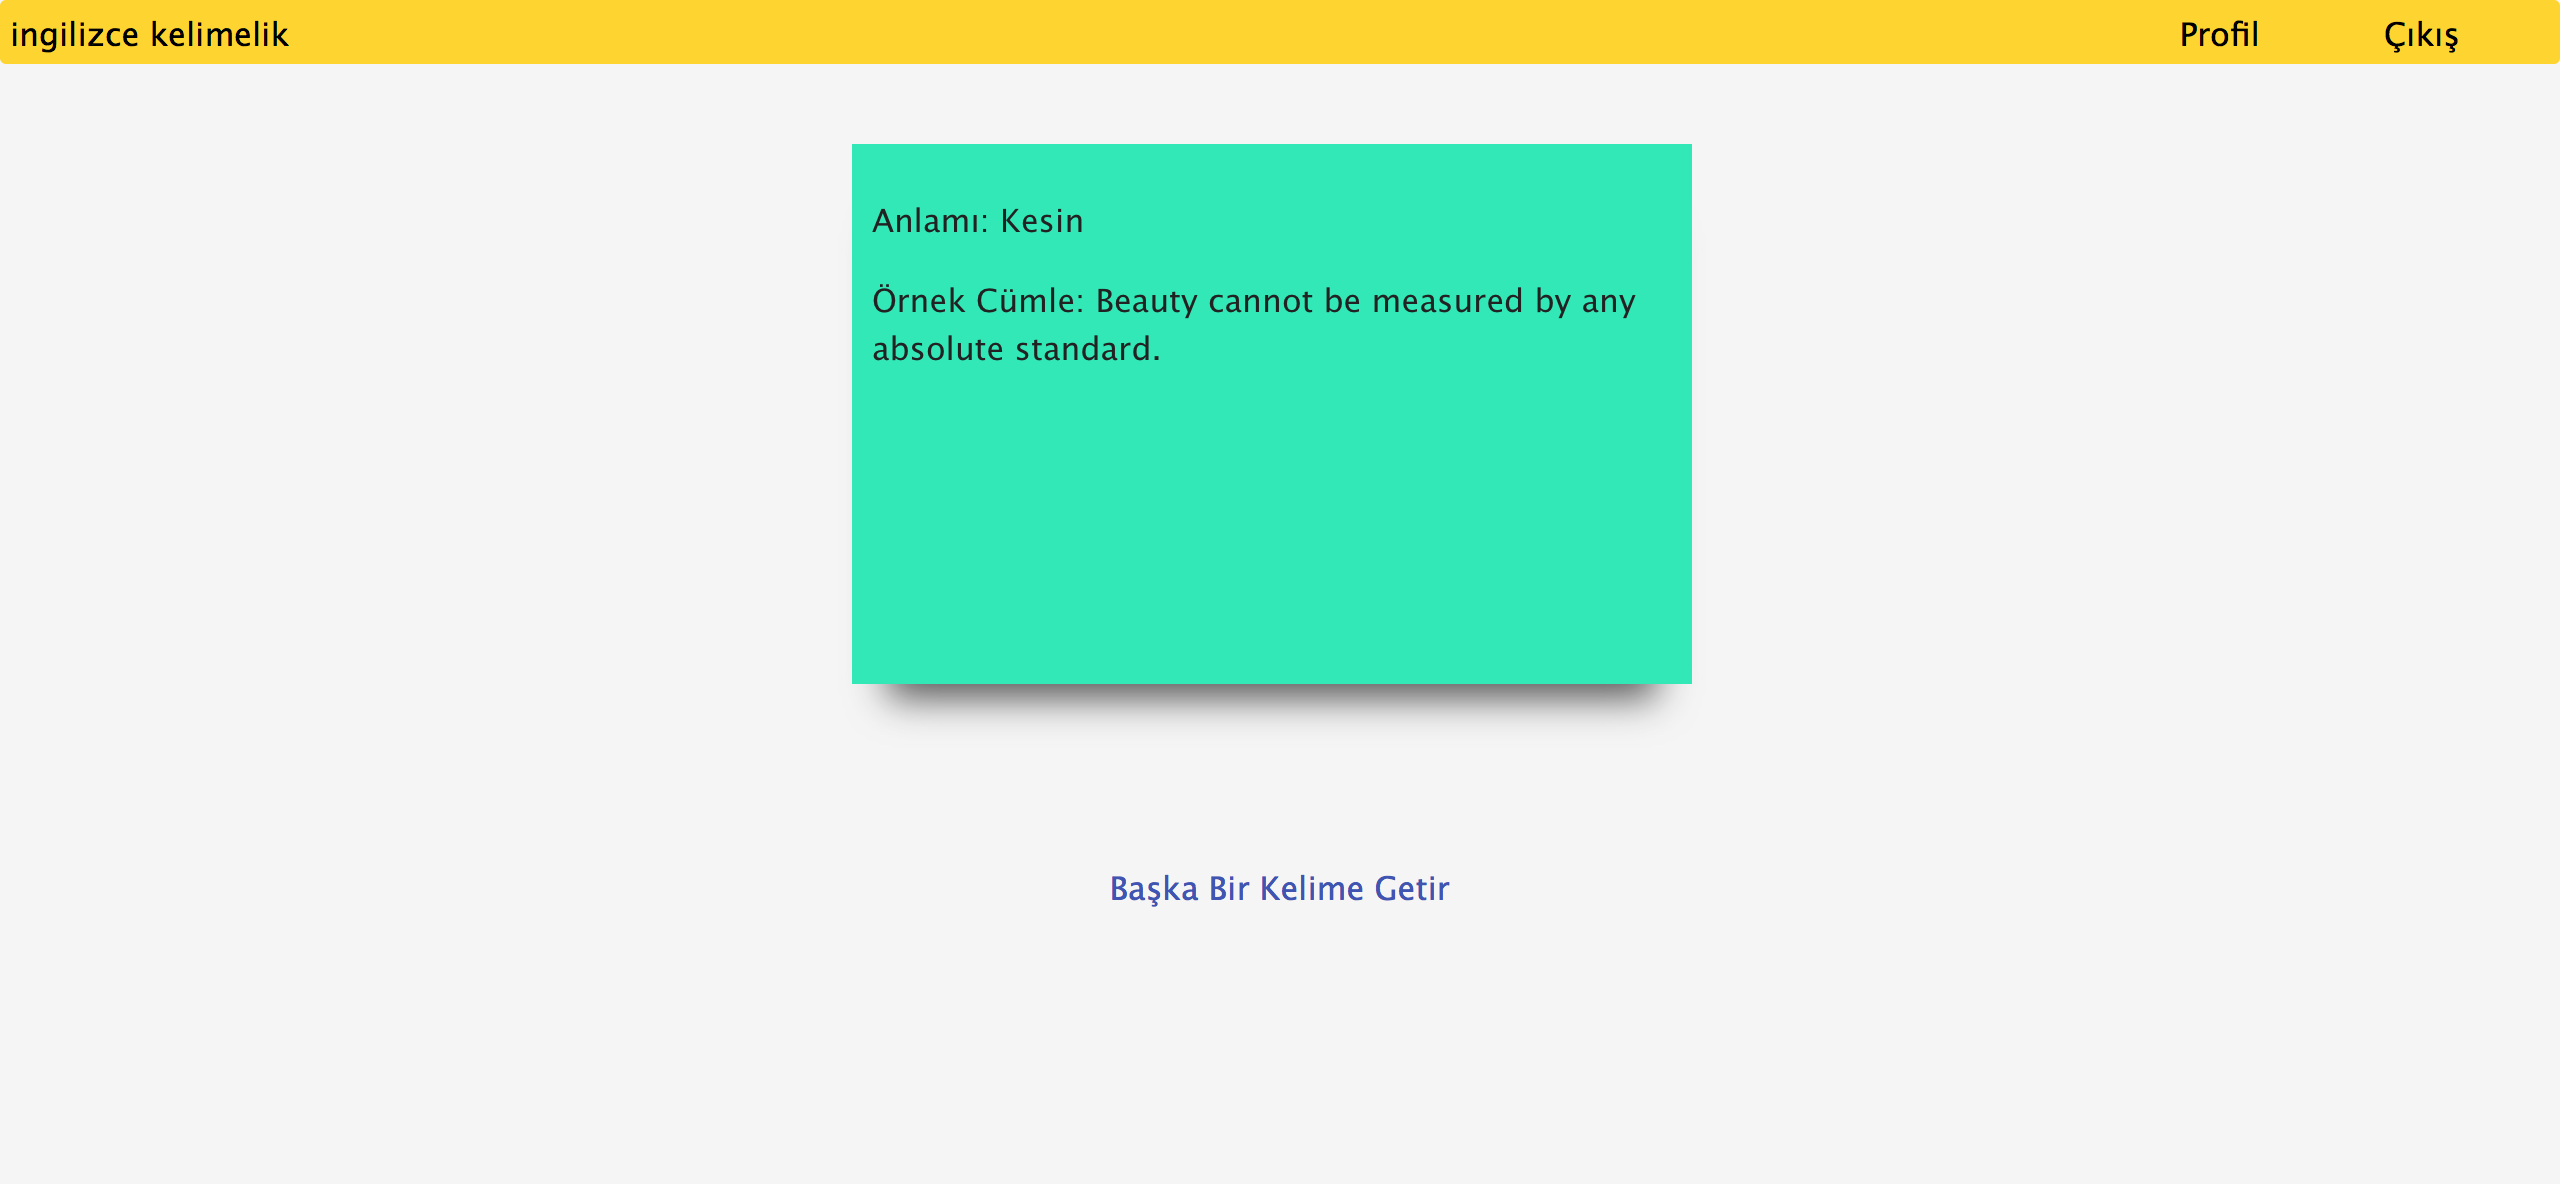 ingilizce kelimelik
Profil
Çıkış
Anlamı: Kesin
Örnek Cümle: Beauty cannot be measured by any
absolute standard.
Başka Bir Kelime Getir